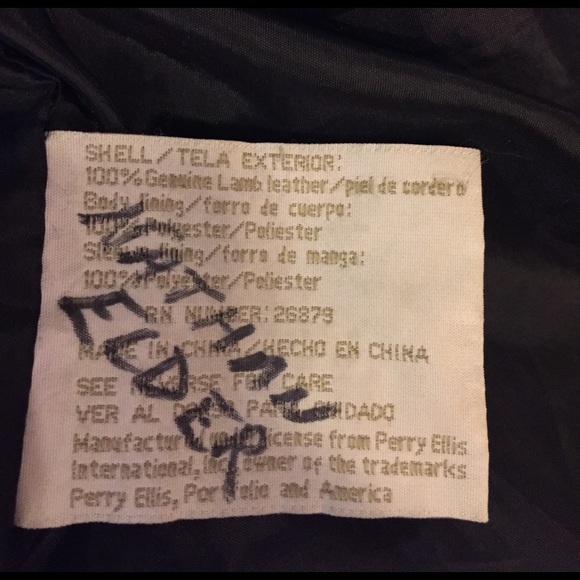 SHELL/TELA EXTERIOR:
100% Genuine Lamb leather/piel de cordero
Body lining/forro de cuerpo:
100% Polyester/Poliester
Sleeve lining/forro de manga:
100% Polyester/Poliester
RN NUMBER: 26879
MADE IN CHINA/HECHO EN CHINA
SEE REVERSE FOR CARE
VER AL DORSO PARA CUIDADO
Manufactured under license from Perry Ellis
International, Inc. owner of the trademarks
Perry Ellis, Portfolio and America
NATHAN
ELDER